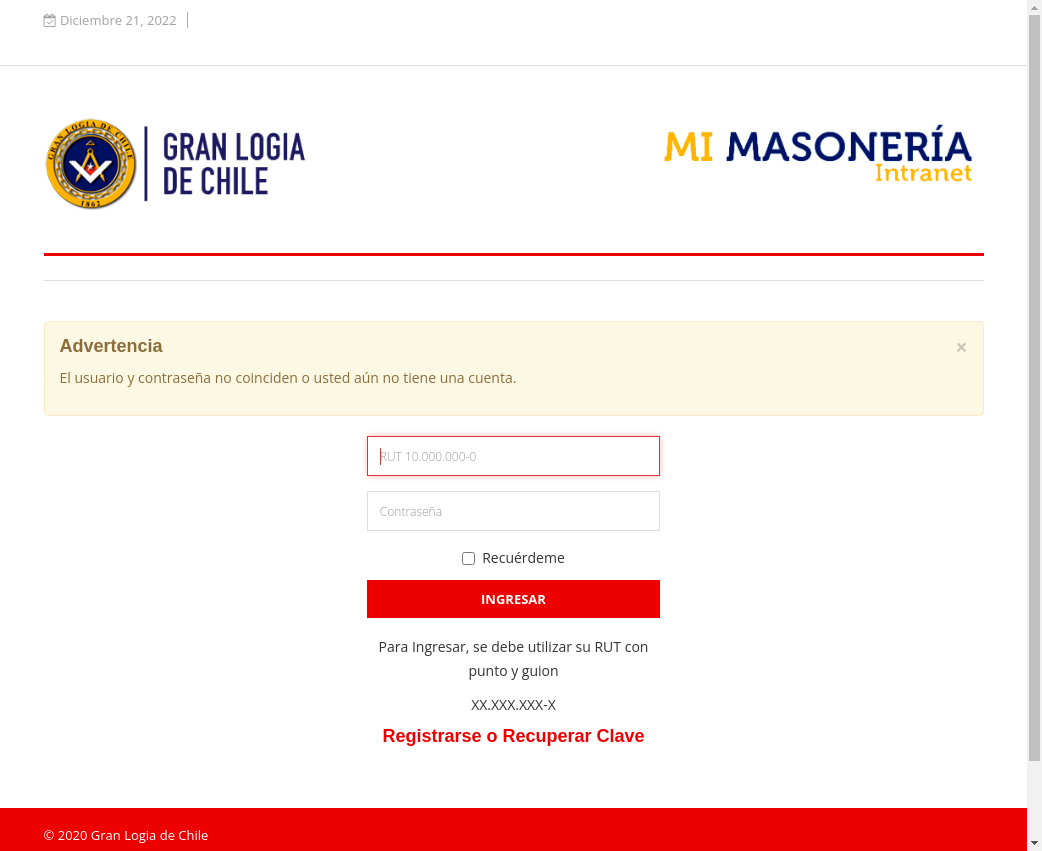 Diciembre 21, 2022
GRAN LOGIA DE CHILE
1862
GRAN LOGIA
DE CHILE
MI MASONERÍA
Intranet
Advertencia
×
El usuario y contraseña no coinciden o usted aún no tiene una cuenta.
RUT 10.000.000-0
Contraseña
Recuérdeme
INGRESAR
Para Ingresar, se debe utilizar su RUT con
punto y guion
XX.XXX.XXX-X
Registrarse o Recuperar Clave
© 2020 Gran Logia de Chile